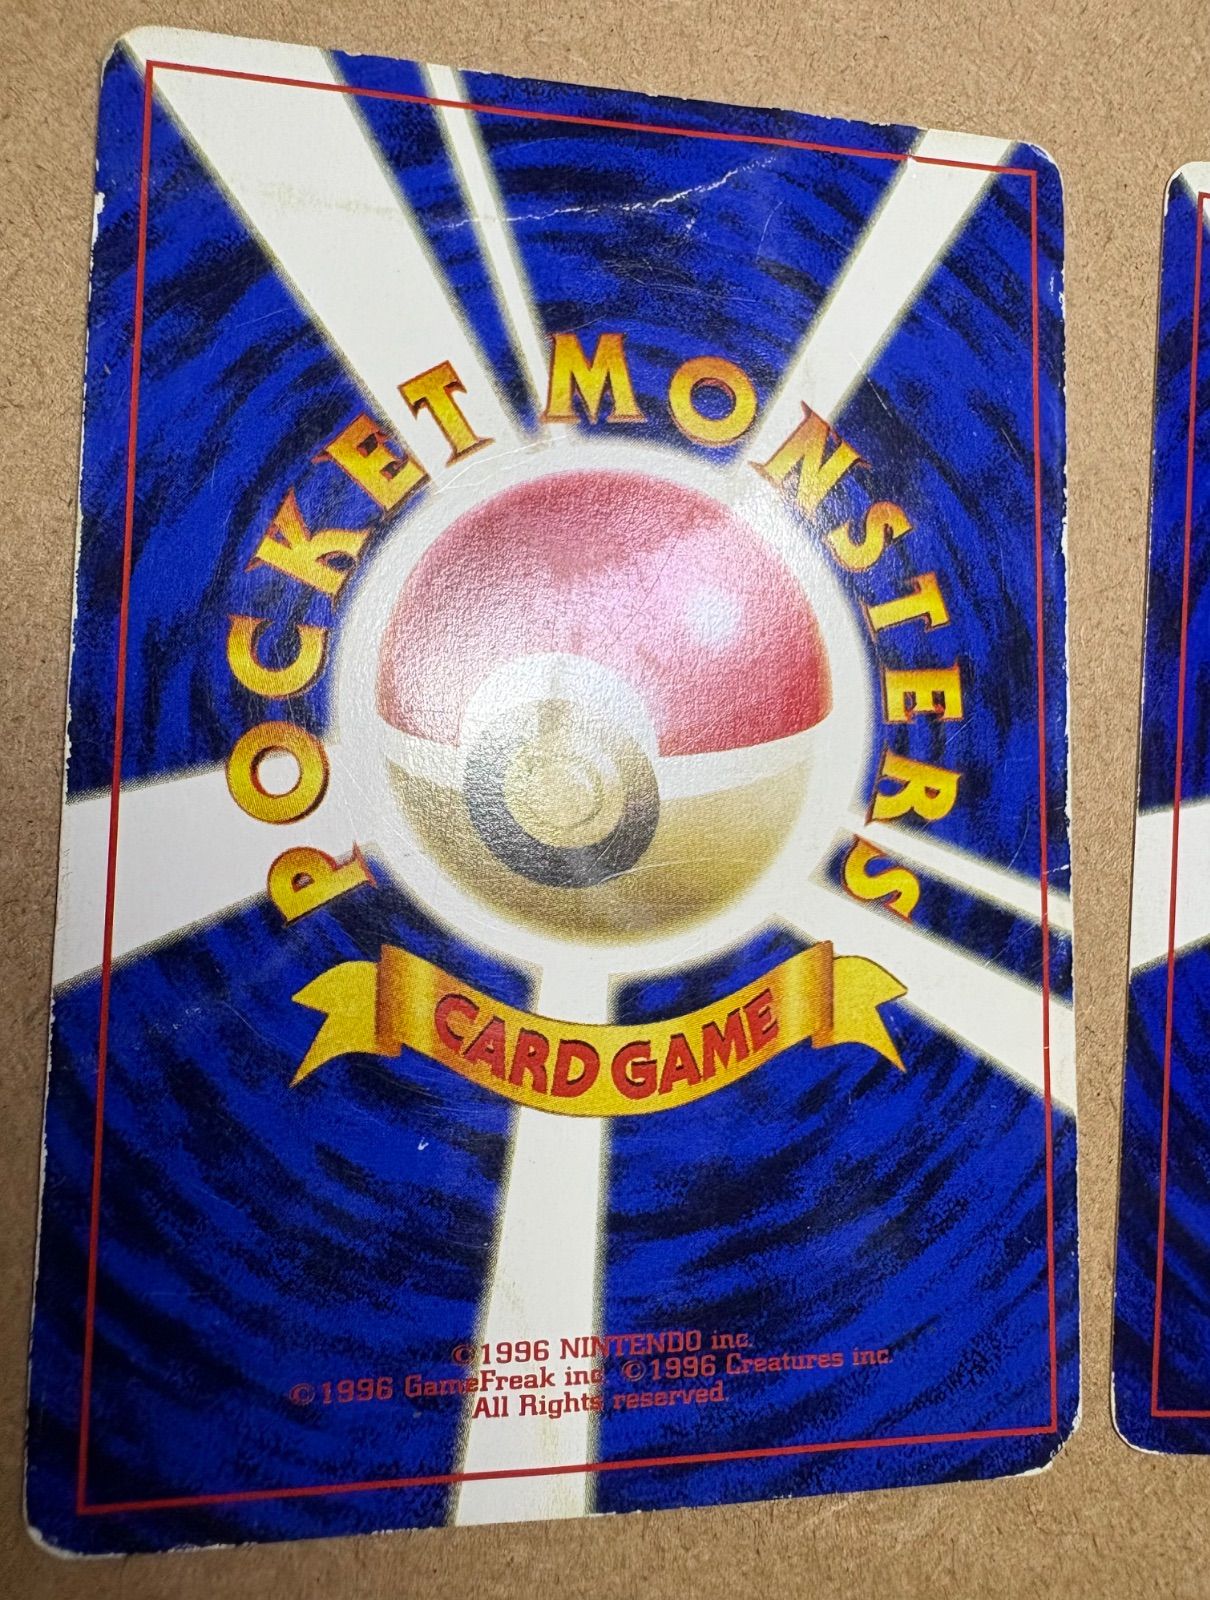 POCKET MONSTERS
CARD GAME
©1996 NINTENDO inc.
©1996 GameFreak inc. ©1996 Creatures inc.
All Rights reserved.